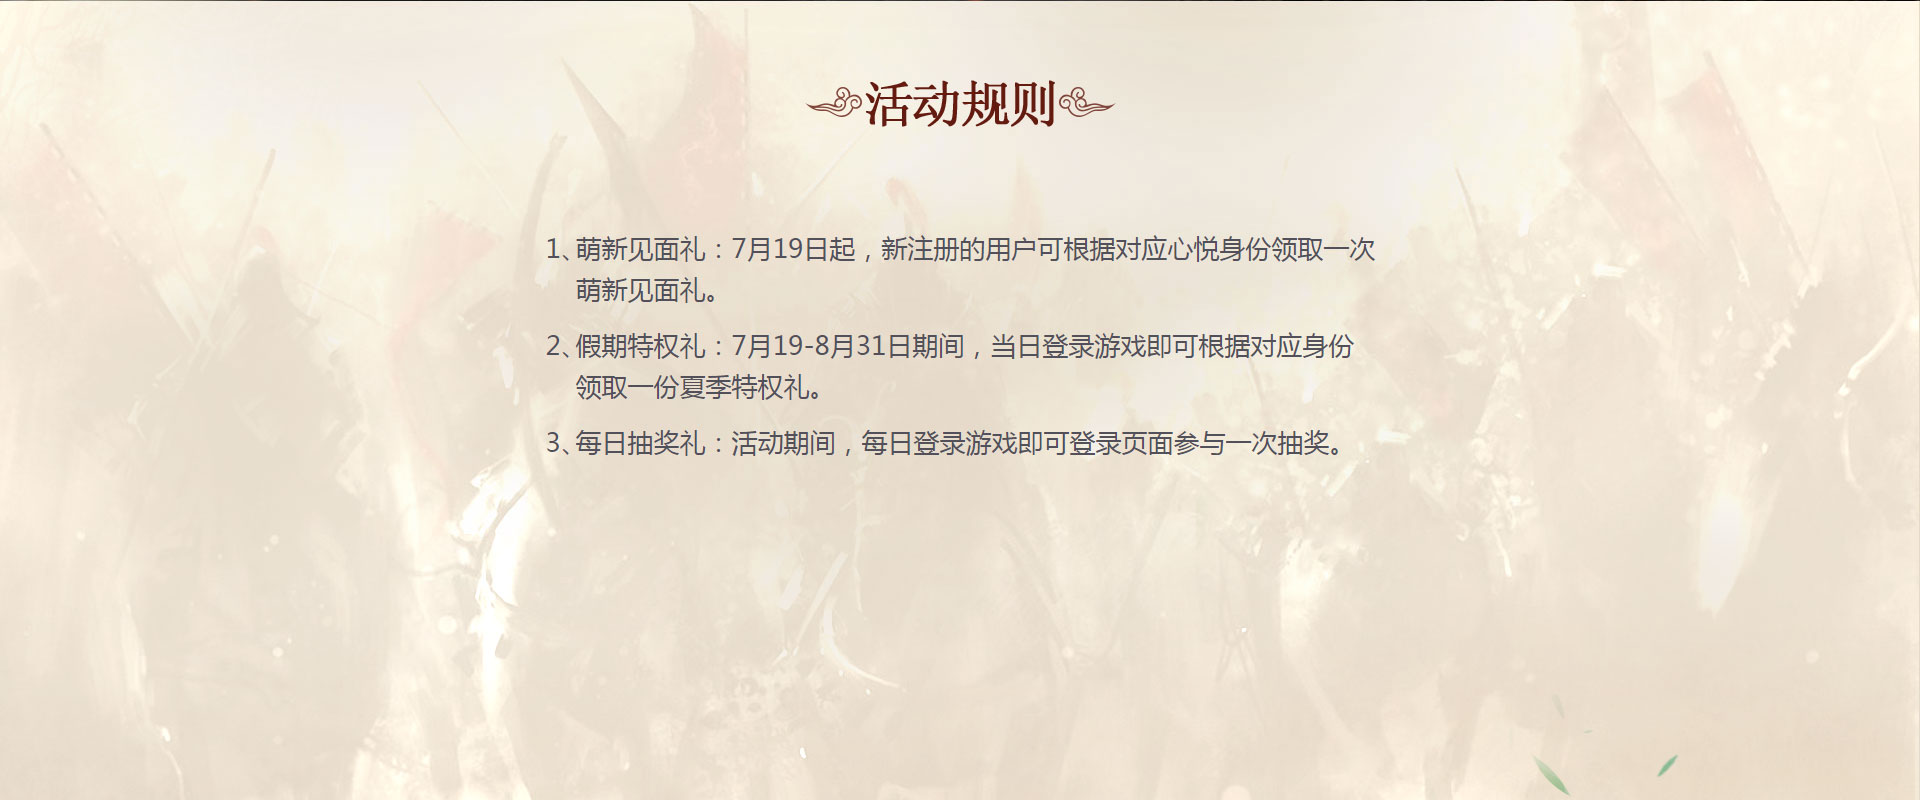 活动规则
1、萌新见面礼：7月19日起，新注册的用户可根据对应心悦身份领取一次
萌新见面礼。
2、假期特权礼：7月19-8月31日期间，当日登录游戏即可根据对应身份
领取一份夏季特权礼。
3、每日抽奖礼：活动期间，每日登录游戏即可登录页面参与一次抽奖。